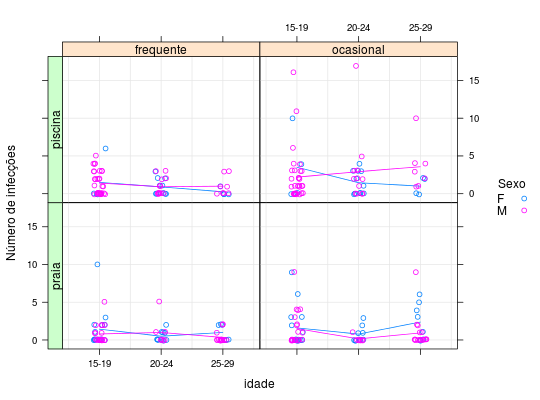 15-19 20-24 25-29
frequente ocasional
piscina
15
10
5
0
Número de Infecções
Sexo
F
M
praia
15
10
5
0
15-19 20-24 25-29
idade